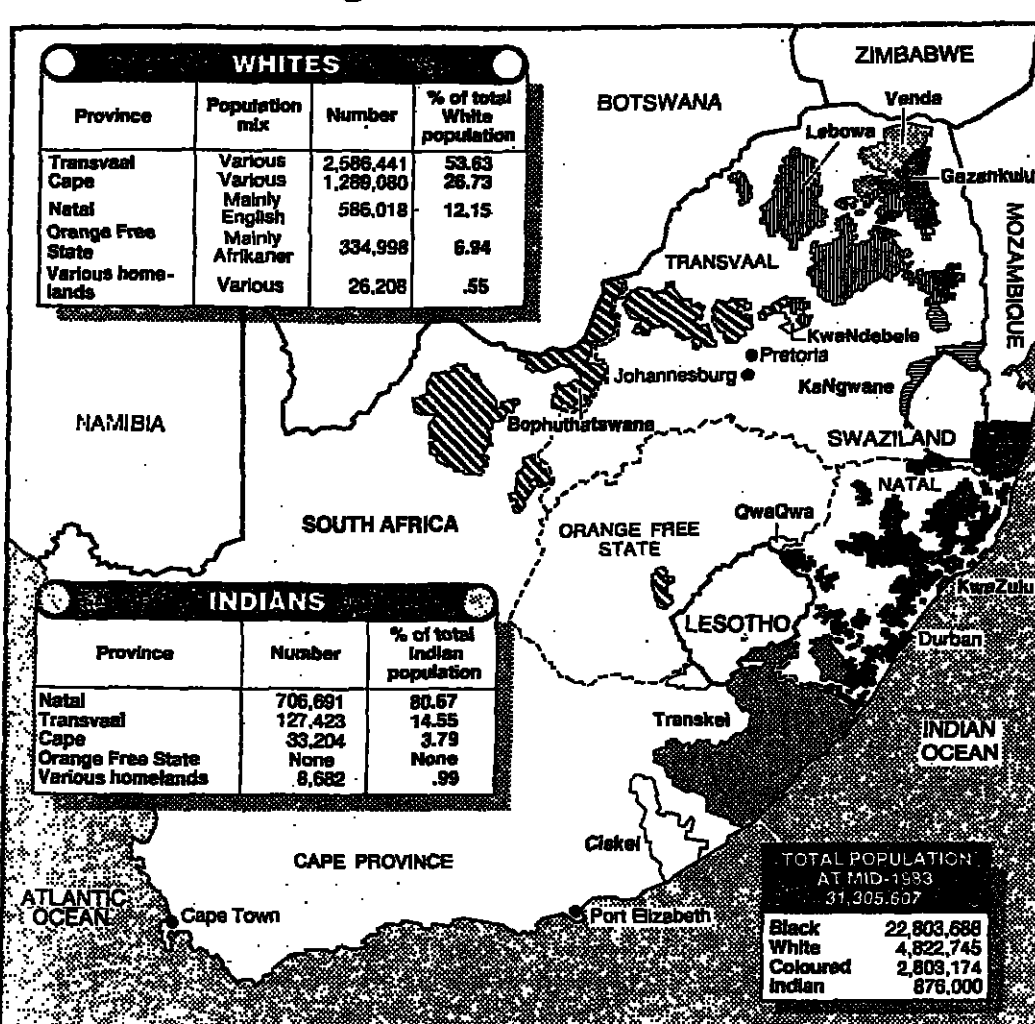 WHITES
Province Population mix Number % of total White population
Transvaal Various 2,586,441 53.63
Cape Various 1,289,080 26.73
Natal Mainly English 586,018 12.15
Orange Free State Mainly Afrikaner 334,998 6.94
Various home-lands Various 26,208 .55
ZIMBABWE
BOTSWANA
Venda
Lebowa
Gazankulu
MOZAMBIQUE
TRANSVAAL
KwaNdebele
Pretoria
Johannesburg
KaNgwane
NAMIBIA
Bophuthatswana
SWAZILAND
NATAL
SOUTH AFRICA
ORANGE FREE
STATE
QwaQwa
KwaZulu
LESOTHO
Durban
INDIANS
Province Number % of total Indian population
Natal 706,691 80.67
Transvaal 127,423 14.55
Cape 33,204 3.79
Orange Free State None None
Various homelands 8,682 .99
Transkei
INDIAN
OCEAN
Ciskei
CAPE PROVINCE
ATLANTIC
OCEAN
Cape Town
Port Elizabeth
TOTAL POPULATION
AT MID-1983
31,305,607
Black 22,803,688
White 4,822,745
Coloured 2,803,174
Indian 876,000